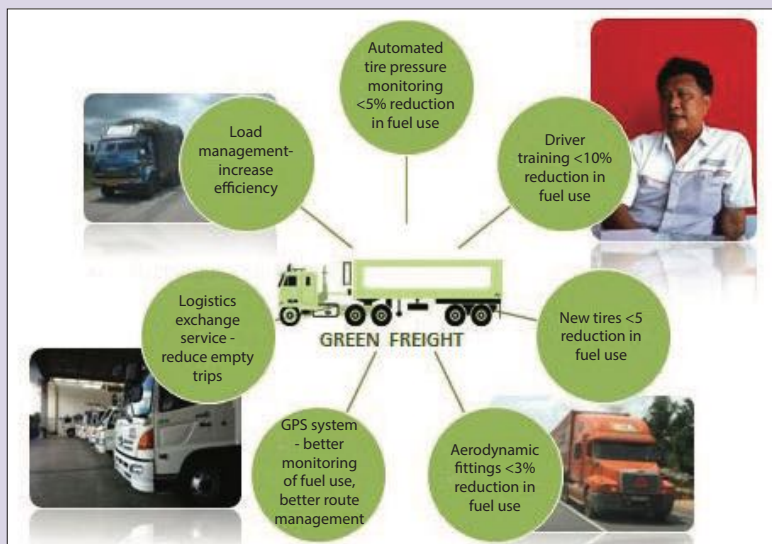 Automated
tire pressure
monitoring
<5% reduction
in fuel use
Load
management-
increase
efficiency
Driver
training <10%
reduction in
fuel use
Logistics
exchange
service -
reduce empty
trips
GREEN FREIGHT
New tires <5
reduction in
fuel use
GPS system
- better
monitoring
of fuel use,
better route
management
Aerodynamic
fittings <3%
reduction in
fuel use